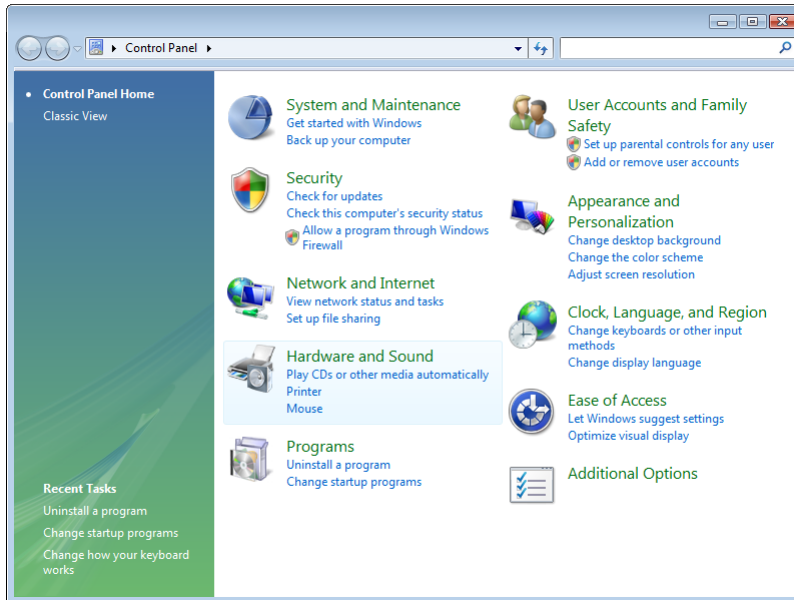 Control Panel
Control Panel Home
Classic View
System and Maintenance
Get started with Windows
Back up your computer
Security
Check for updates
Check this computer's security status
Allow a program through Windows
Firewall
Network and Internet
View network status and tasks
Set up file sharing
Hardware and Sound
Play CDs or other media automatically
Printer
Mouse
Programs
Uninstall a program
Change startup programs
User Accounts and Family
Safety
Set up parental controls for any user
Add or remove user accounts
Appearance and
Personalization
Change desktop background
Change the color scheme
Adjust screen resolution
Clock, Language, and Region
Change keyboards or other input
methods
Change display language
Ease of Access
Let Windows suggest settings
Optimize visual display
Additional Options
Recent Tasks
Uninstall a program
Change startup programs
Change how your keyboard
works